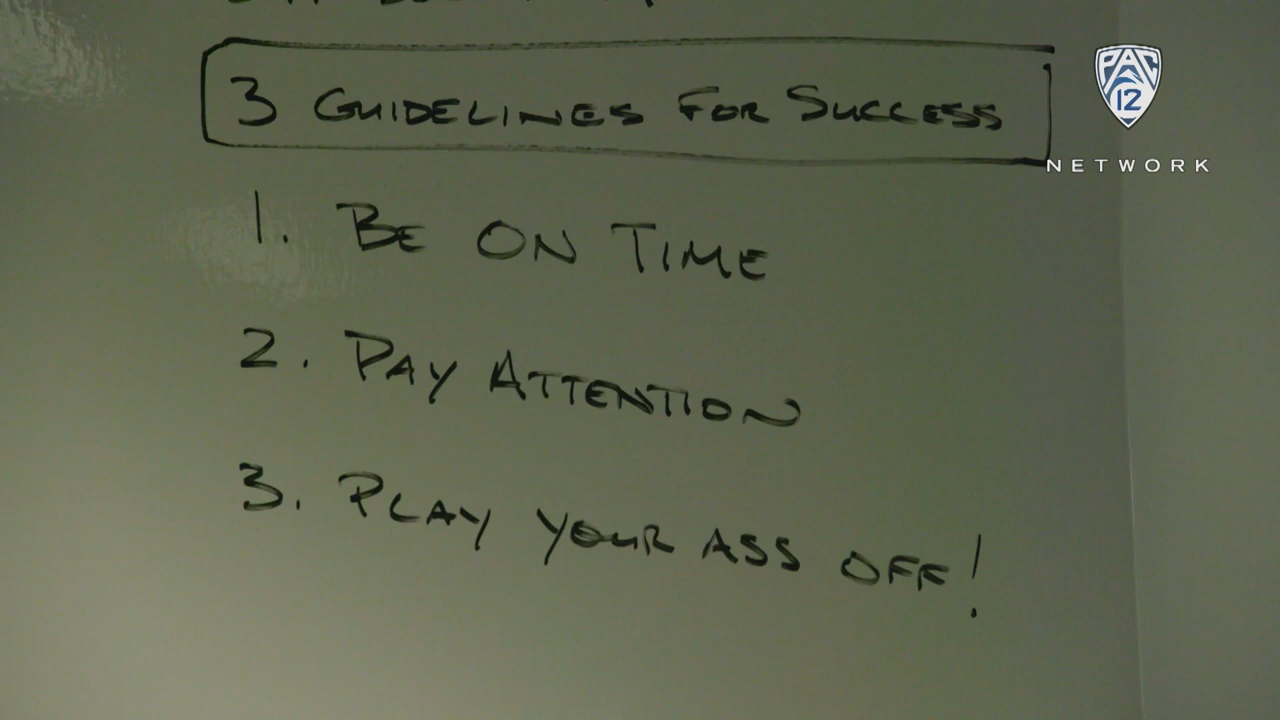 3 GUIDELINES FOR SUCCESS
PAC
12
NETWORK
1. BE ON TIME
2. PAY ATTENTION
3. PLAY YOUR ASS OFF!